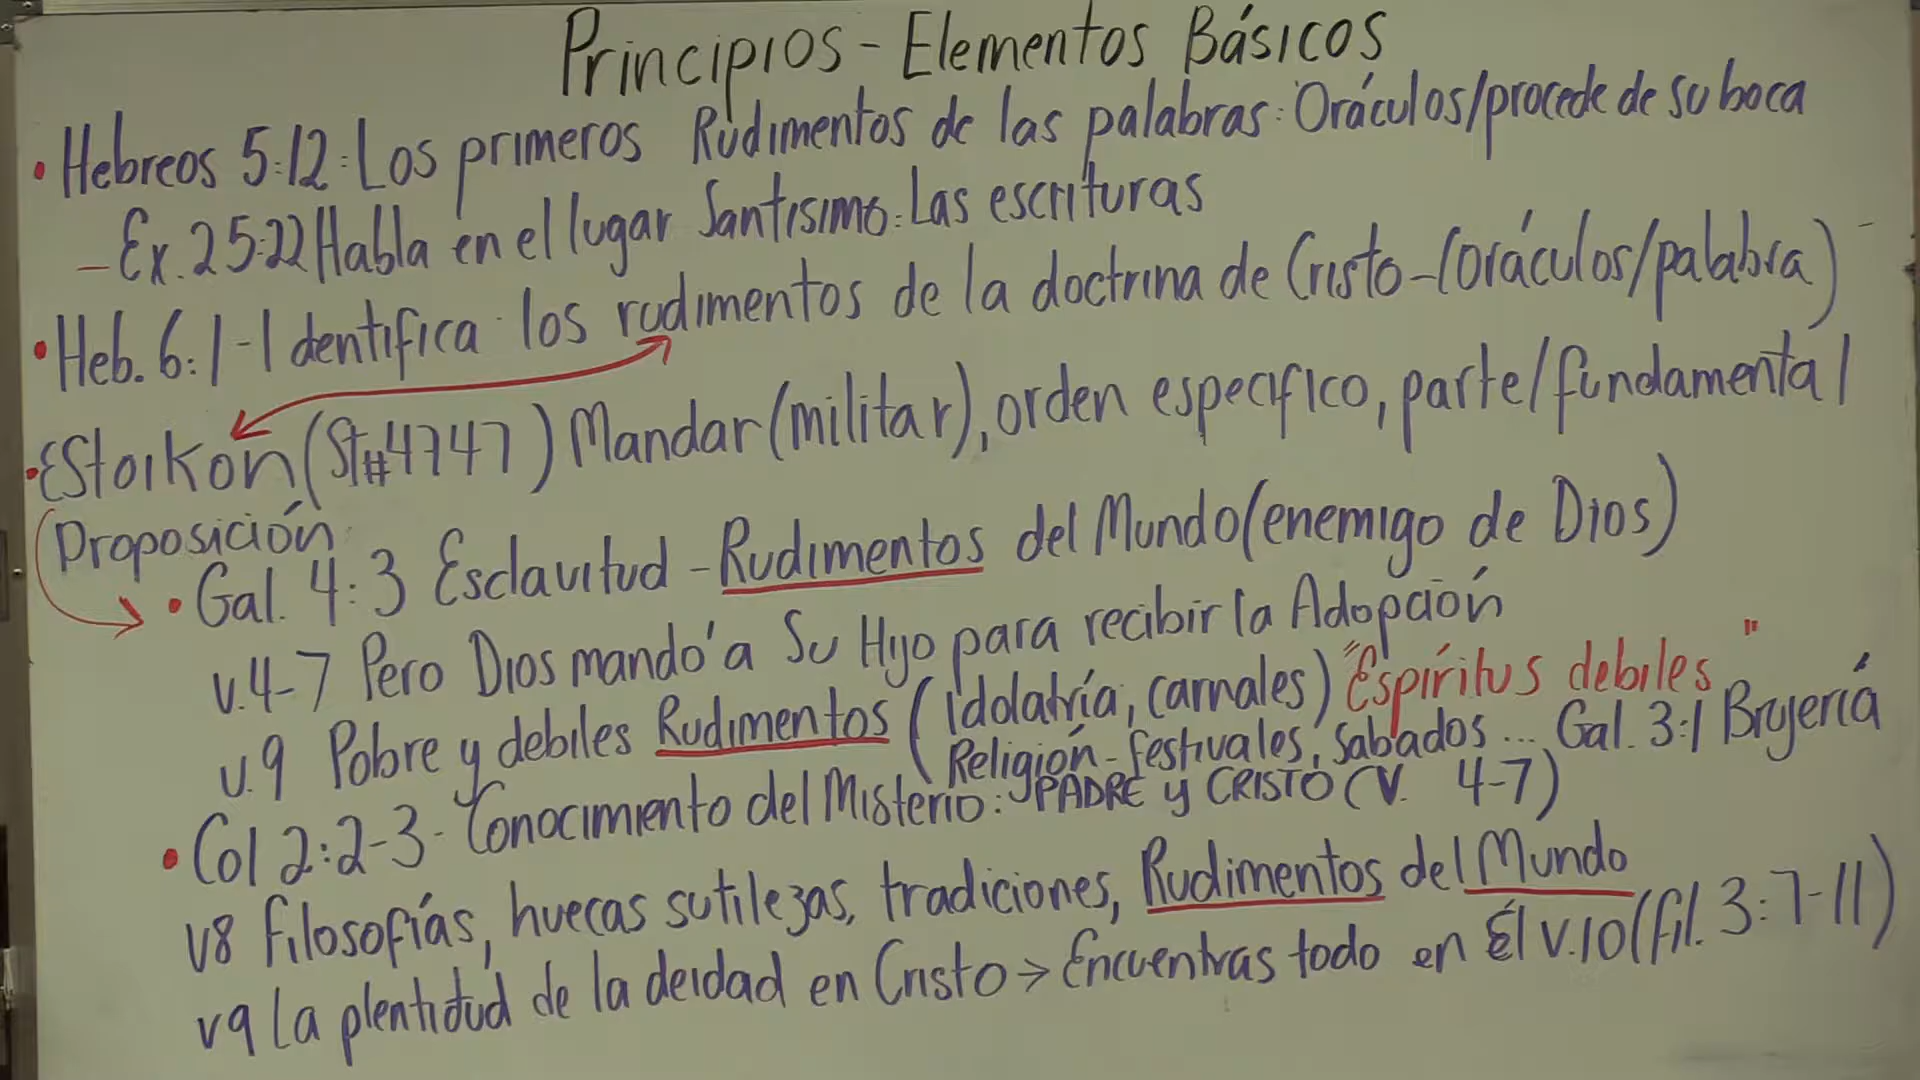 Principios - Elementos Básicos
• Hebreos 5:12: Los primeros Rudimentos de las palabras: Oráculos/procede de su boca
- Ex. 25:22 Habla en el lugar Santisimo: Las escrituras
• Heb. 6:1 - Identifica los rudimentos de la doctrina de Cristo - (oráculos/palabra)
• EStoikon (St#4747) Mandar (militar), orden especifico, parte/fundamental
Proposición
• Gal. 4:3 Esclavitud - Rudimentos del Mundo (enemigo de Dios)
v.4-7 Pero Dios mandó a Su Hijo para recibir la Adopción
v.9 Pobre y debiles Rudimentos (idolatría, carnales) "Espíritus debiles"
Religión - festivales, Sabados... Gal. 3:1 Brujería
• Col 2:2-3 - Conocimiento del Misterio: PADRE y CRISTO (V. 4-7)
v8 filosofías, huecas sutilezas, tradiciones, Rudimentos del Mundo
v9 La plentidud de la deidad en Cristo > Encuentras todo en Él v.10 (fil. 3:7-11)